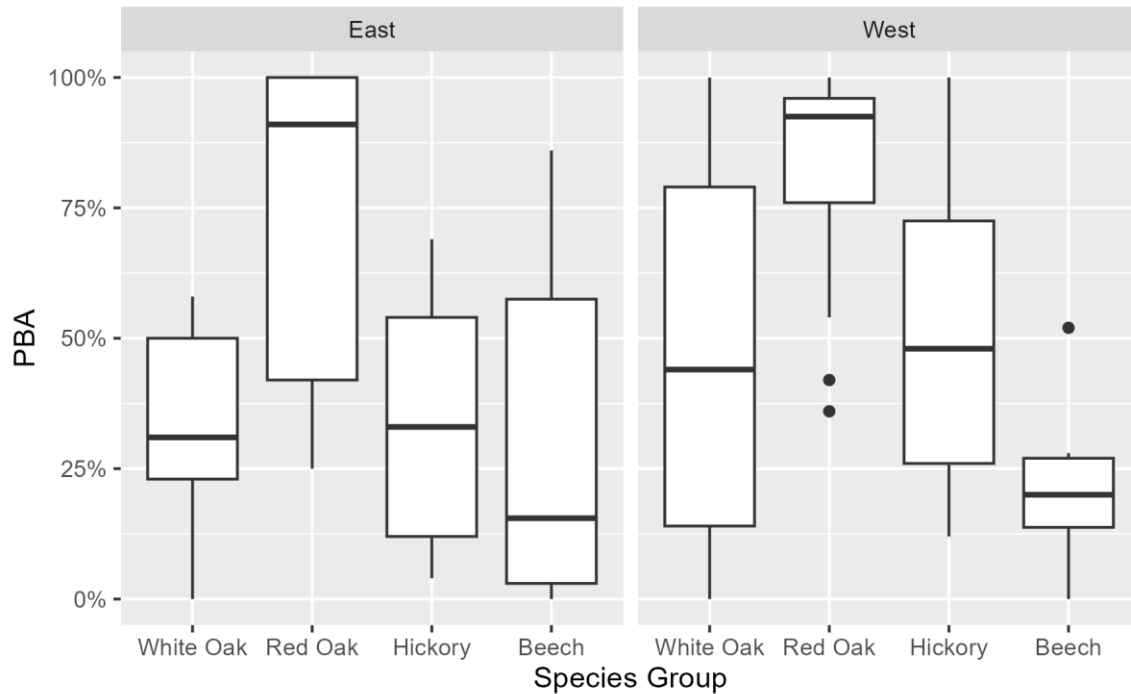 East West
100%
75%
50%
25%
0%
PBA
White Oak Red Oak Hickory Beech White Oak Red Oak Hickory Beech
Species Group